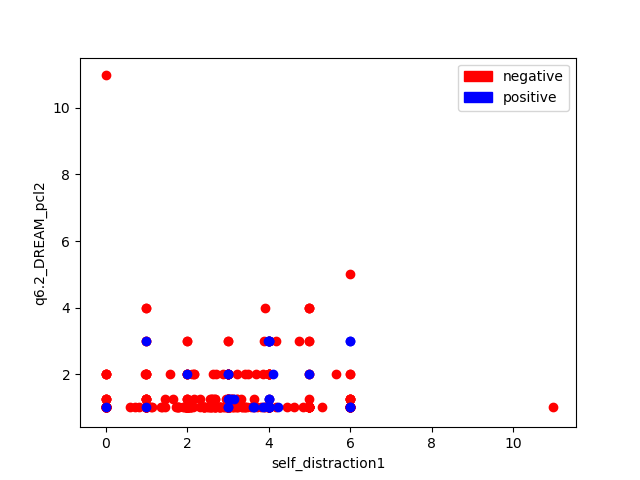 negative
positive
10
8
6
4
2
q6.2_DREAM_pcl2
0 2 4 6 8 10
self_distraction1